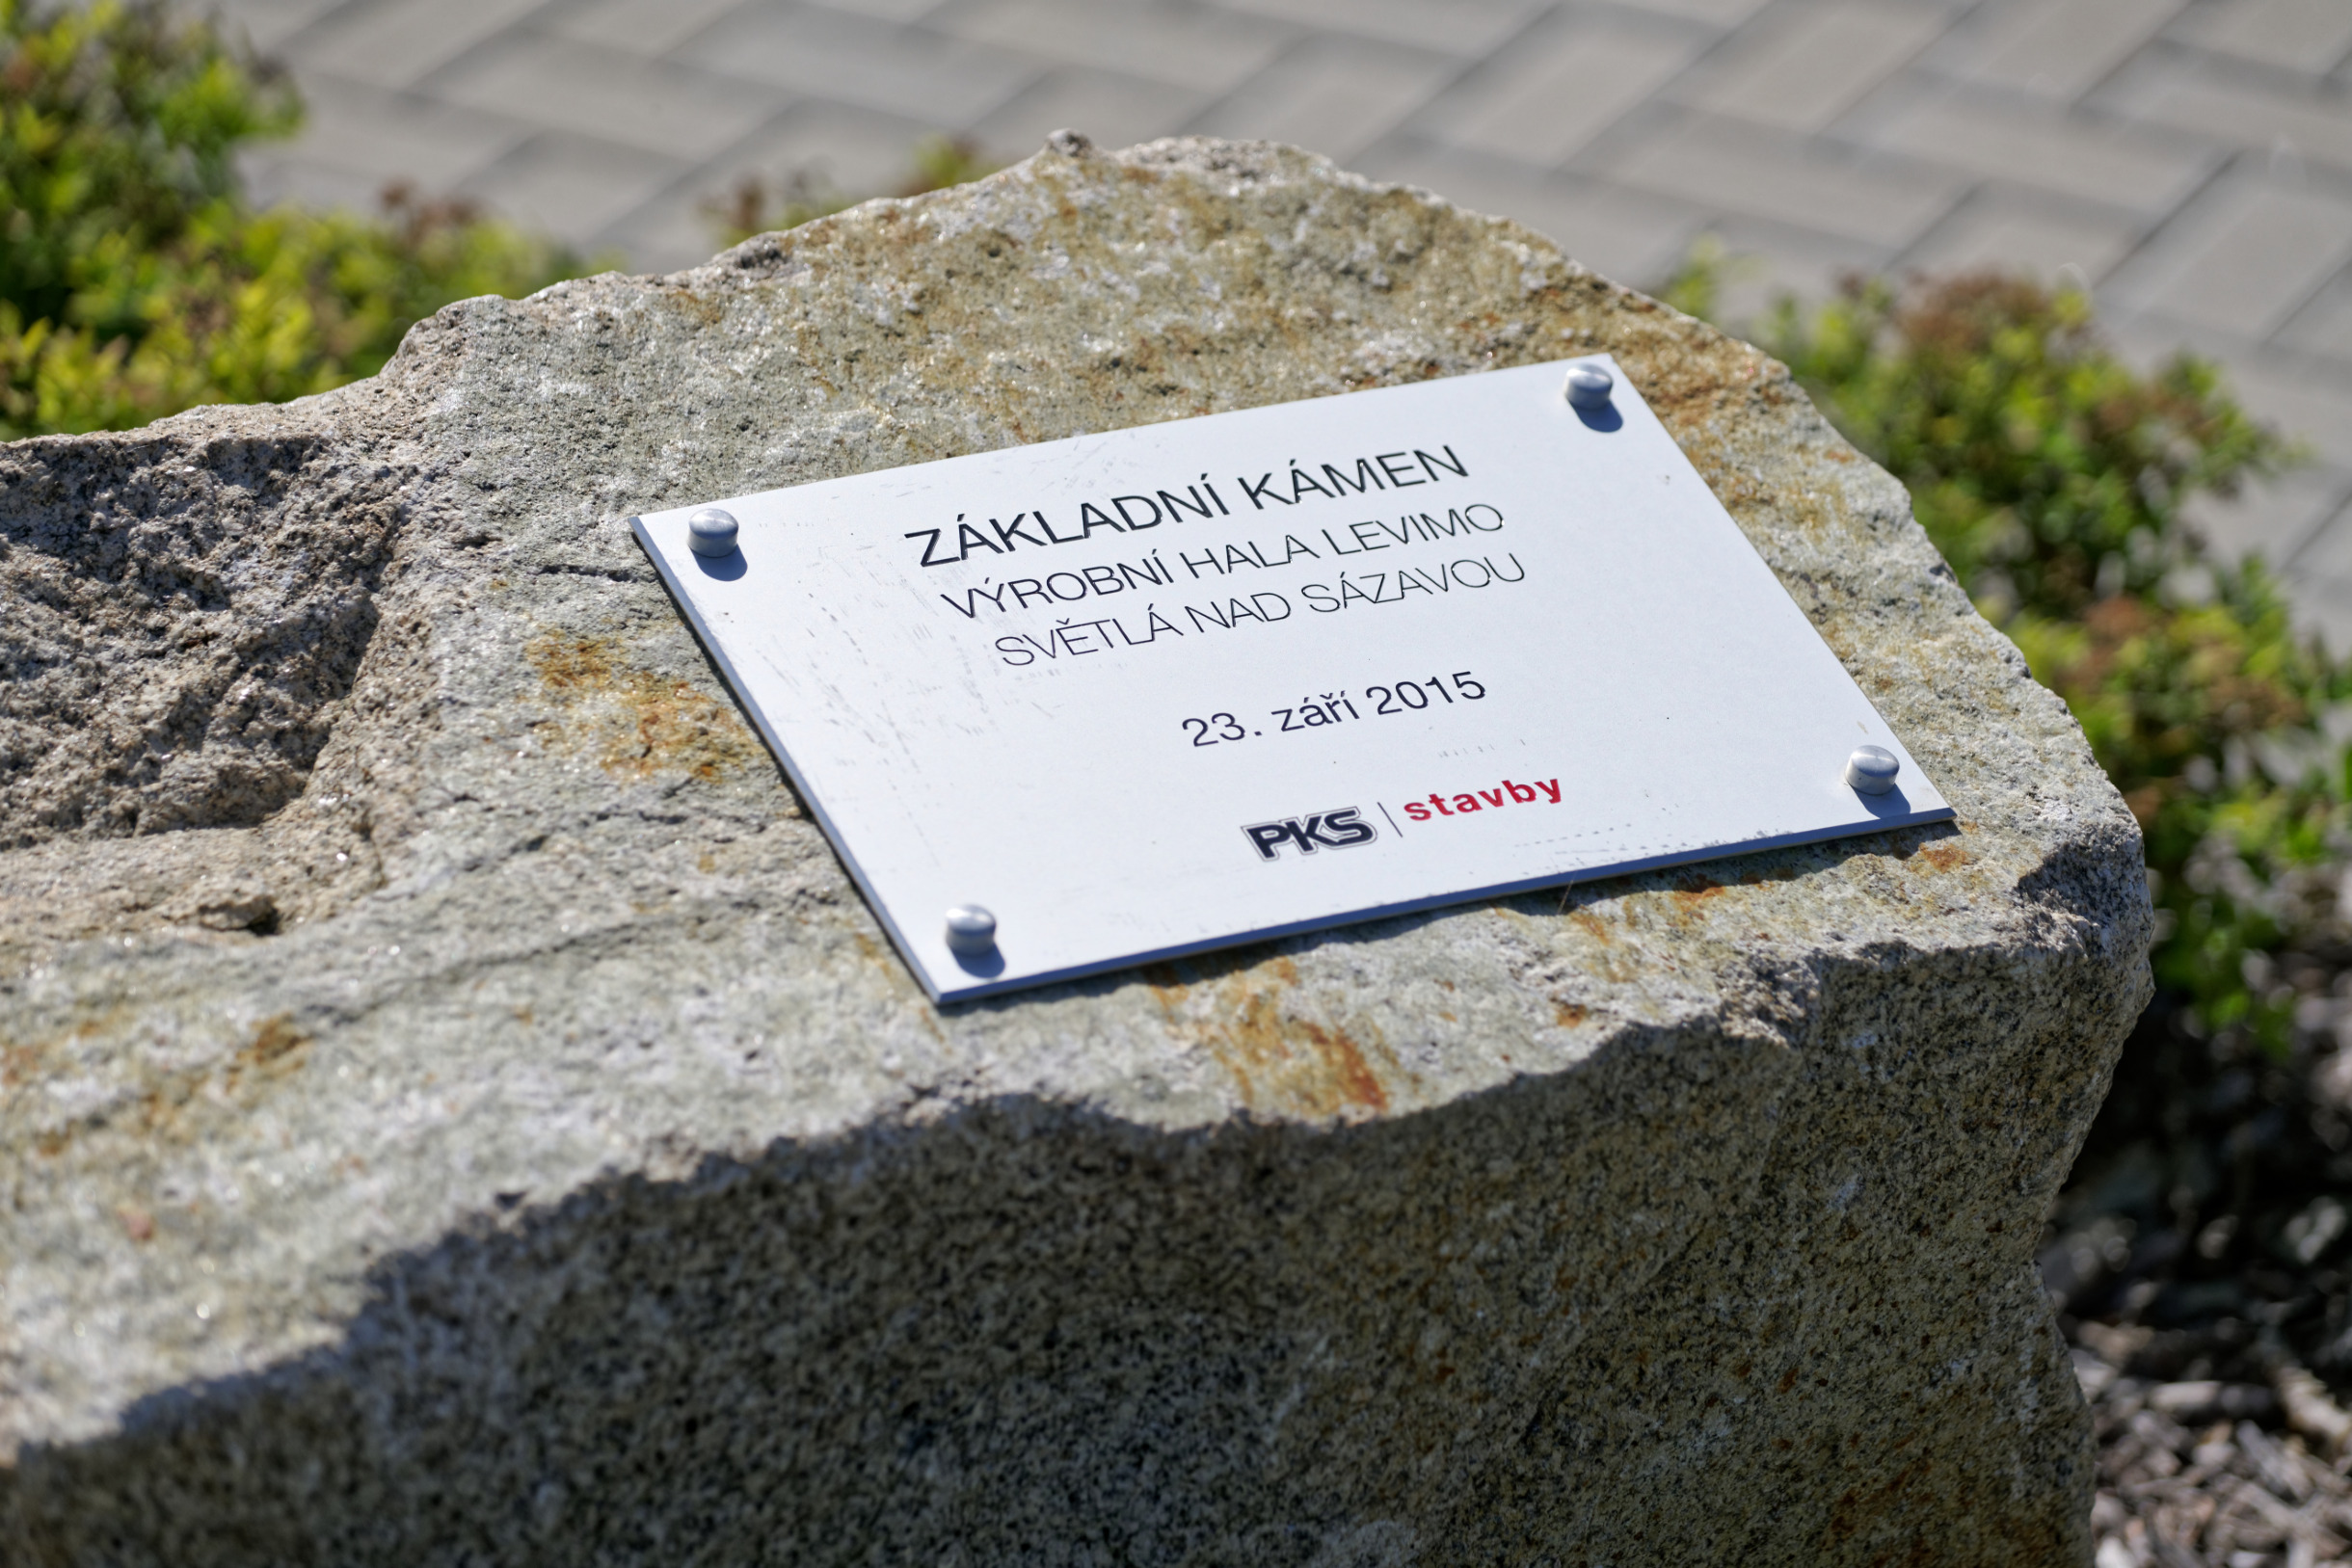 ZÁKLADNÍ KÁMEN
VÝROBNÍ HALA LEVIMO
SVĚTLÁ NAD SÁZAVOU
23. září 2015
PKS | stavby